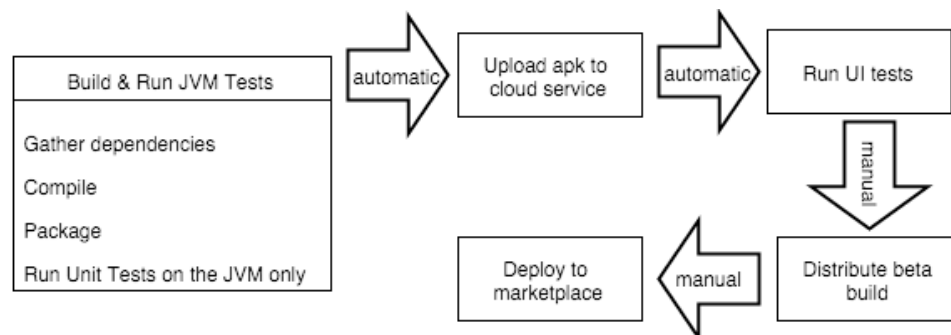 Build & Run JVM Tests
Gather dependencies
Compile
Package
Run Unit Tests on the JVM only
automatic
Upload apk to
cloud service
automatic
Run UI tests
manual
Distribute beta
build
manual
Deploy to
marketplace